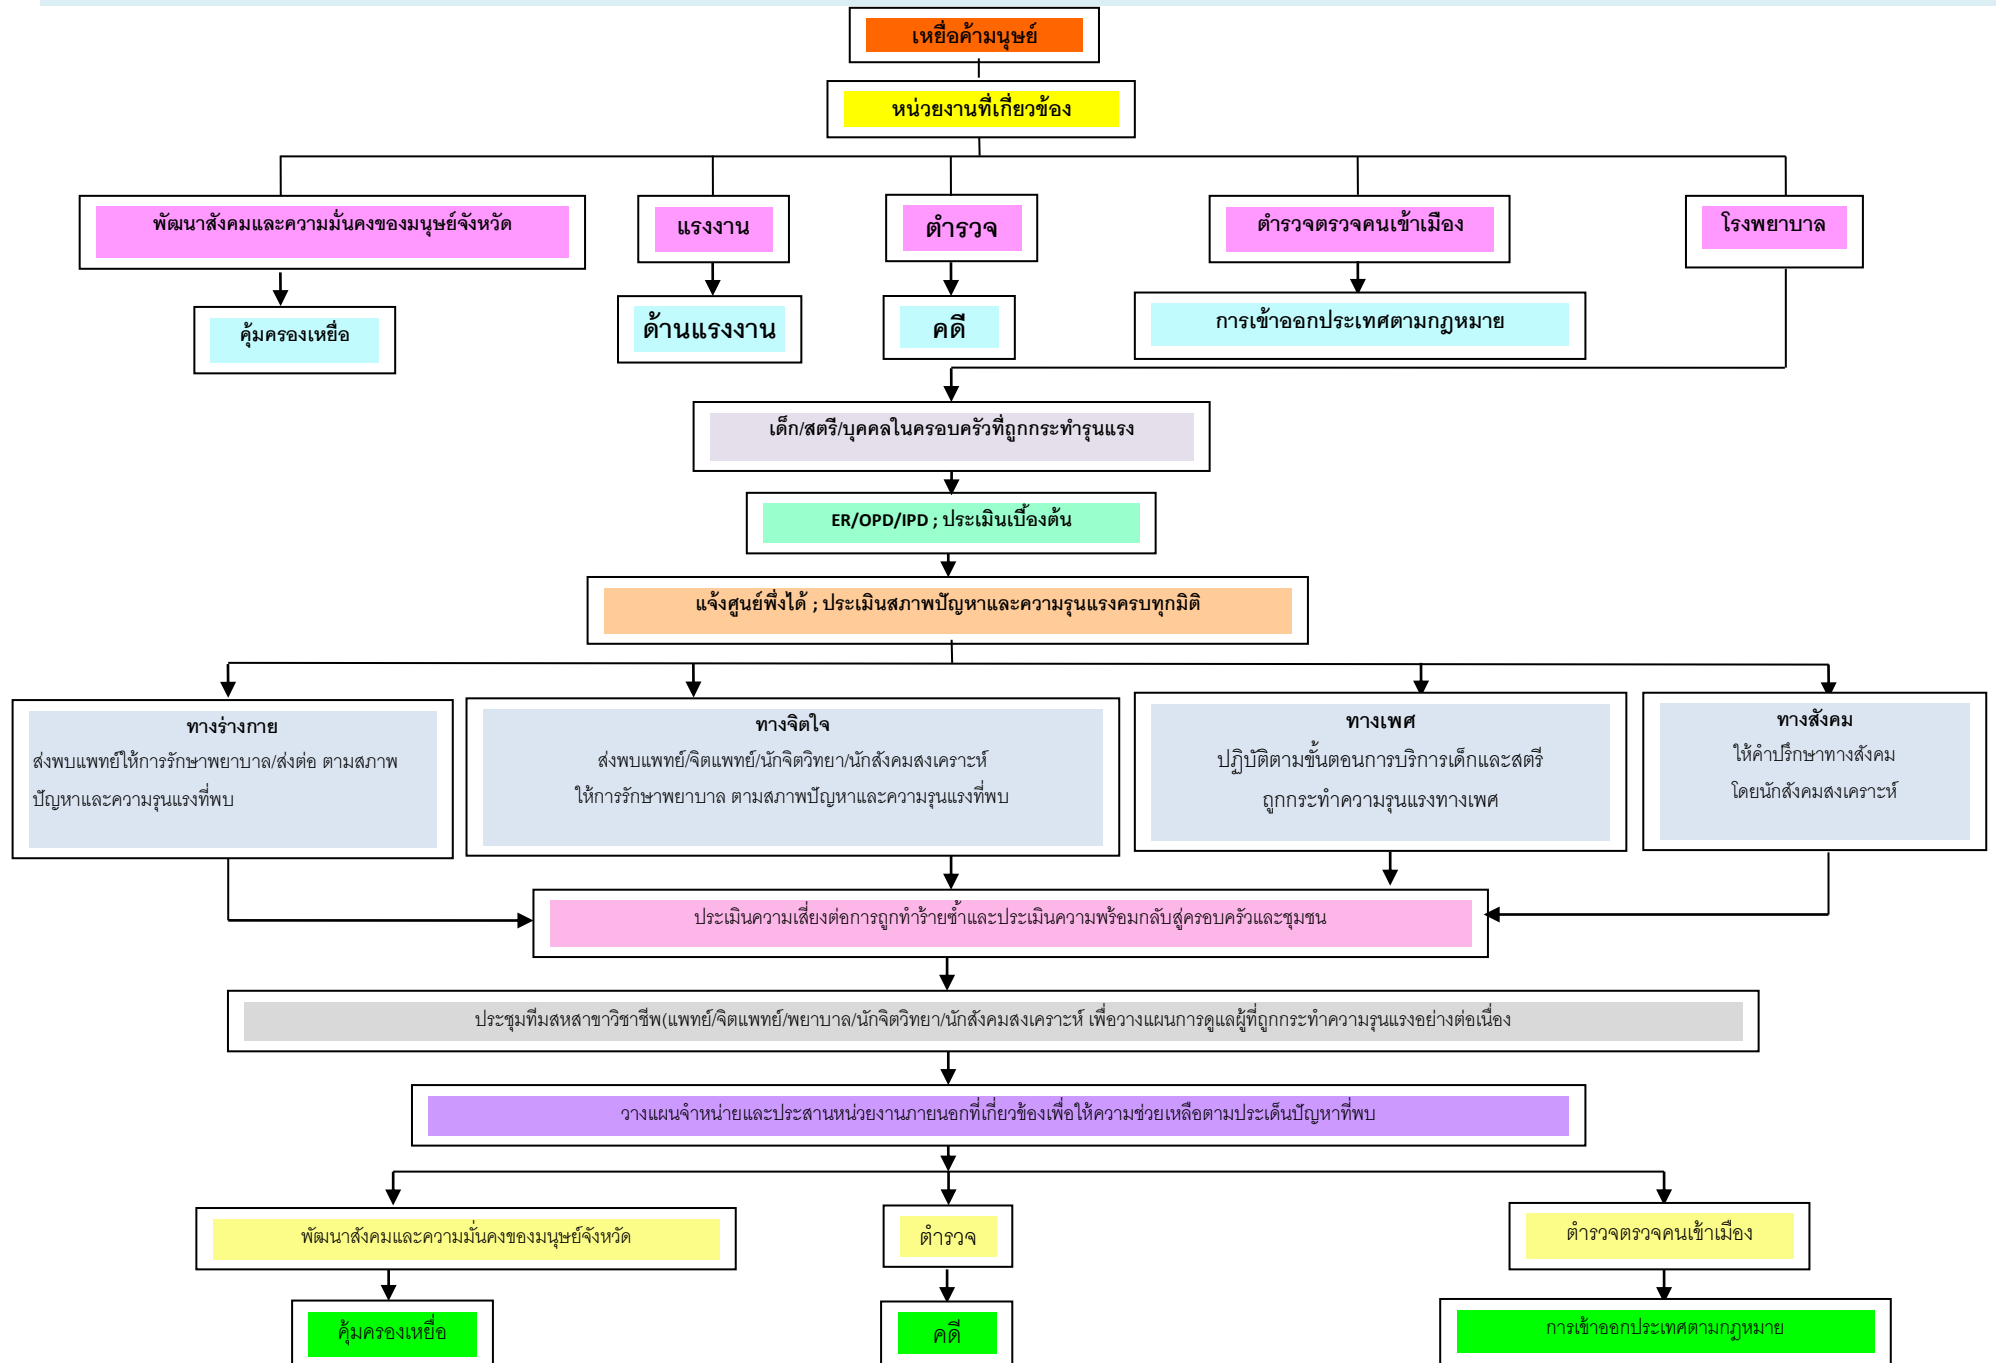 เหยื่อค้ามนุษย์
หน่วยงานที่เกี่ยวข้อง
พัฒนาสังคมและความมั่นคงของมนุษย์จังหวัด
แรงงาน
ตำรวจ
ตำรวจตรวจคนเข้าเมือง
โรงพยาบาล
คุ้มครองเหยื่อ
ด้านแรงงาน
คดี
การเข้าออกประเทศตามกฎหมาย
เด็ก/สตรี/บุคคลในครอบครัวที่ถูกกระทำรุนแรง
ER/OPD/IPD ; ประเมินเบื้องต้น
แจ้งศูนย์พึ่งได้ ; ประเมินสภาพปัญหาและความรุนแรงครบทุกมิติ
ทางร่างกาย
ส่งพบแพทย์ให้การรักษาพยาบาล/ส่งต่อ ตามสภาพ
ปัญหาและความรุนแรงที่พบ
ทางจิตใจ
ส่งพบแพทย์/จิตแพทย์/นักจิตวิทยา/นักสังคมสงเคราะห์
ให้การรักษาพยาบาล ตามสภาพปัญหาและความรุนแรงที่พบ
ทางเพศ
ปฏิบัติตามขั้นตอนการบริการเด็กและสตรี
ถูกกระทำความรุนแรงทางเพศ
ทางสังคม
ให้คำปรึกษาทางสังคม
โดยนักสังคมสงเคราะห์
ประเมินความเสี่ยงต่อการถูกทำร้ายซ้ำและประเมินความพร้อมกลับสู่ครอบครัวและชุมชน
ประชุมทีมสหสาขาวิชาชีพ(แพทย์/จิตแพทย์/พยาบาล/นักจิตวิทยา/นักสังคมสงเคราะห์ เพื่อวางแผนการดูแลผู้ที่ถูกกระทำความรุนแรงอย่างต่อเนื่อง
วางแผนจำหน่ายและประสานหน่วยงานภายนอกที่เกี่ยวข้องเพื่อให้ความช่วยเหลือตามประเด็นปัญหาที่พบ
พัฒนาสังคมและความมั่นคงของมนุษย์จังหวัด
ตำรวจ
ตำรวจตรวจคนเข้าเมือง
คุ้มครองเหยื่อ
คดี
การเข้าออกประเทศตามกฎหมาย